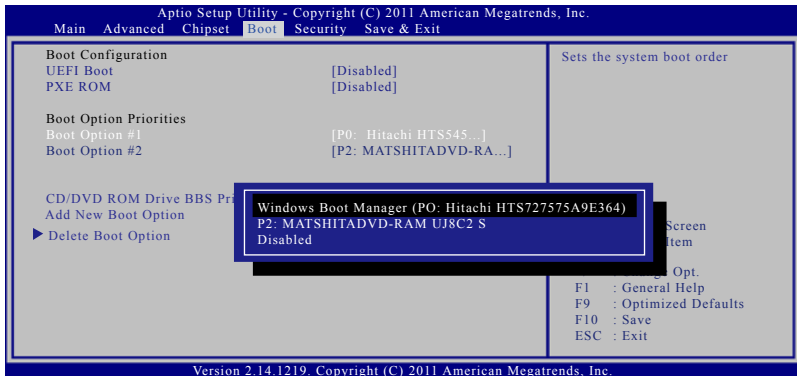 Aptio Setup Utility - Copyright (C) 2011 American Megatrends, Inc.
Main Advanced Chipset Boot Security Save & Exit
Boot Configuration
UEFI Boot [Disabled]
PXE ROM [Disabled]
Boot Option Priorities
Boot Option #1 [P0: Hitachi HTS545...]
Boot Option #2 [P2: MATSHITADVD-RA...]
CD/DVD ROM Drive BBS Pri
Add New Boot Option
Delete Boot Option
Windows Boot Manager (PO: Hitachi HTS727575A9E364)
P2: MATSHITADVD-RAM UJ8C2 S
Disabled
Sets the system boot order
Screen
Item
Opt.
F1 : General Help
F9 : Optimized Defaults
F10 : Save
ESC : Exit
Version 2.14.1219. Copyright (C) 2011 American Megatrends, Inc.